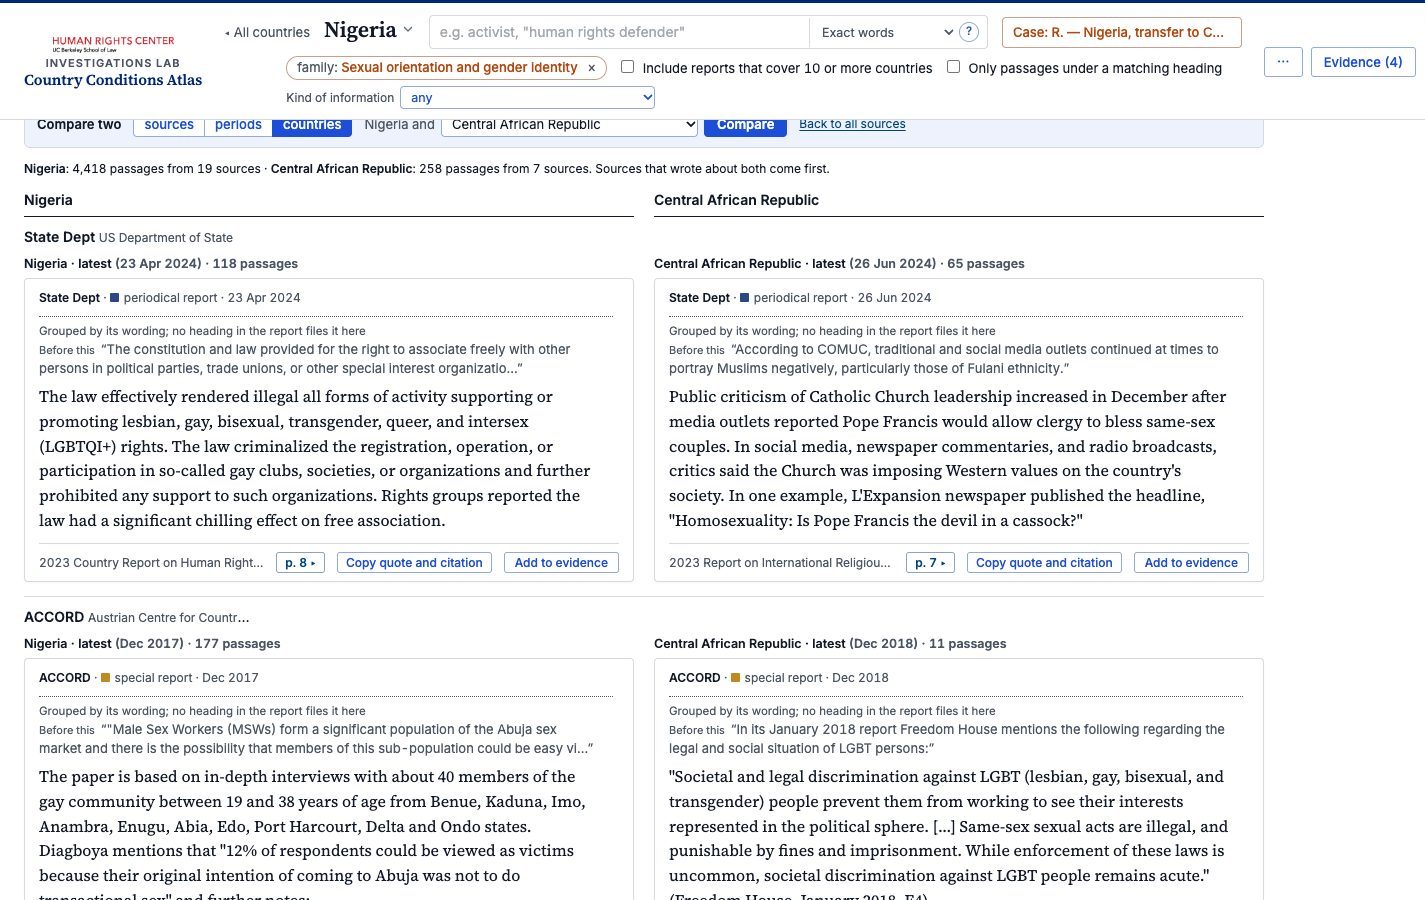 HUMAN RIGHTS CENTER
UC Berkeley School of Law
INVESTIGATIONS LAB
Country Conditions Atlas
◂ All countries
Nigeria
e.g. activist, "human rights defender"
Exact words
?
Case: R. — Nigeria, transfer to C...
family: Sexual orientation and gender identity ×
Include reports that cover 10 or more countries
Only passages under a matching heading
Kind of information
any
...
Evidence (4)
Compare two
sources
periods
countries
Nigeria and
Central African Republic
Compare
Back to all sources
Nigeria: 4,418 passages from 19 sources · Central African Republic: 258 passages from 7 sources. Sources that wrote about both come first.
Nigeria
Central African Republic
State Dept US Department of State
Nigeria · latest (23 Apr 2024) · 118 passages
State Dept · periodical report · 23 Apr 2024
Grouped by its wording; no heading in the report files it here
Before this “The constitution and law provided for the right to associate freely with other
persons in political parties, trade unions, or other special interest organizatio...”
The law effectively rendered illegal all forms of activity supporting or
promoting lesbian, gay, bisexual, transgender, queer, and intersex
(LGBTQI+) rights. The law criminalized the registration, operation, or
participation in so-called gay clubs, societies, or organizations and further
prohibited any support to such organizations. Rights groups reported the
law had a significant chilling effect on free association.
2023 Country Report on Human Right...
p. 8 ▸
Copy quote and citation
Add to evidence
Central African Republic · latest (26 Jun 2024) · 65 passages
State Dept · periodical report · 26 Jun 2024
Grouped by its wording; no heading in the report files it here
Before this “According to COMUC, traditional and social media outlets continued at times to
portray Muslims negatively, particularly those of Fulani ethnicity.”
Public criticism of Catholic Church leadership increased in December after
media outlets reported Pope Francis would allow clergy to bless same-sex
couples. In social media, newspaper commentaries, and radio broadcasts,
critics said the Church was imposing Western values on the country's
society. In one example, L'Expansion newspaper published the headline,
"Homosexuality: Is Pope Francis the devil in a cassock?"
2023 Report on International Religiou...
p. 7 ▸
Copy quote and citation
Add to evidence
ACCORD Austrian Centre for Countr...
Nigeria · latest (Dec 2017) · 177 passages
ACCORD · special report · Dec 2017
Grouped by its wording; no heading in the report files it here
Before this “"Male Sex Workers (MSWs) form a significant population of the Abuja sex
market and there is the possibility that members of this sub-population could be easy vi...”
The paper is based on in-depth interviews with about 40 members of the
gay community between 19 and 38 years of age from Benue, Kaduna, Imo,
Anambra, Enugu, Abia, Edo, Port Harcourt, Delta and Ondo states.
Diagboya mentions that "12% of respondents could be viewed as victims
because their original intention of coming to Abuja was not to do
transactional sex" and further notes:
Central African Republic · latest (Dec 2018) · 11 passages
ACCORD · special report · Dec 2018
Grouped by its wording; no heading in the report files it here
Before this “In its January 2018 report Freedom House mentions the following regarding the
legal and social situation of LGBT persons:”
"Societal and legal discrimination against LGBT (lesbian, gay, bisexual, and
transgender) people prevent them from working to see their interests
represented in the political sphere. [...] Same-sex sexual acts are illegal, and
punishable by fines and imprisonment. While enforcement of these laws is
uncommon, societal discrimination against LGBT people remains acute."
(Freedom House, January 2018, F4)